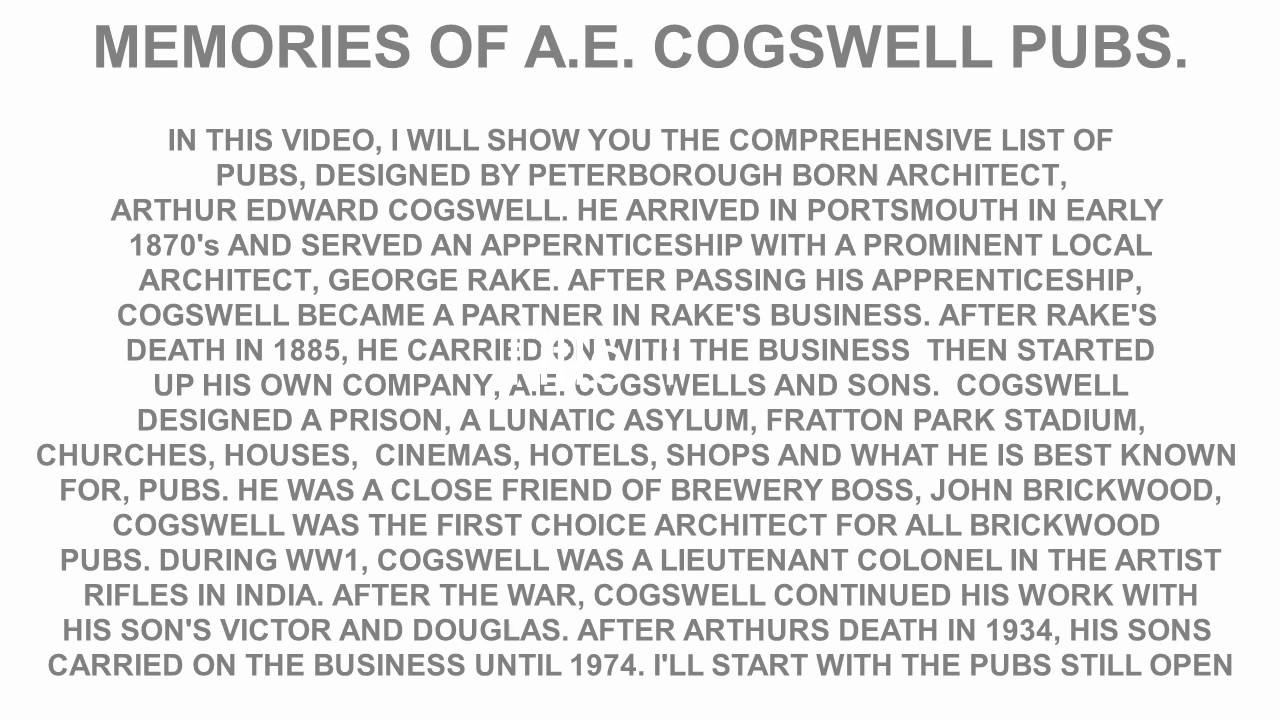 MEMORIES OF A.E. COGSWELL PUBS.
IN THIS VIDEO, I WILL SHOW YOU THE COMPREHENSIVE LIST OF
PUBS, DESIGNED BY PETERBOROUGH BORN ARCHITECT,
ARTHUR EDWARD COGSWELL. HE ARRIVED IN PORTSMOUTH IN EARLY
1870's AND SERVED AN APPERNTICESHIP WITH A PROMINENT LOCAL
ARCHITECT, GEORGE RAKE. AFTER PASSING HIS APPRENTICESHIP,
COGSWELL BECAME A PARTNER IN RAKE'S BUSINESS. AFTER RAKE'S
DEATH IN 1885, HE CARRIED ON WITH THE BUSINESS  THEN STARTED
UP HIS OWN COMPANY, A.E. COGSWELLS AND SONS.  COGSWELL
DESIGNED A PRISON, A LUNATIC ASYLUM, FRATTON PARK STADIUM,
CHURCHES, HOUSES,  CINEMAS, HOTELS, SHOPS AND WHAT HE IS BEST KNOWN
FOR, PUBS. HE WAS A CLOSE FRIEND OF BREWERY BOSS, JOHN BRICKWOOD,
COGSWELL WAS THE FIRST CHOICE ARCHITECT FOR ALL BRICKWOOD
PUBS. DURING WW1, COGSWELL WAS A LIEUTENANT COLONEL IN THE ARTIST
RIFLES IN INDIA. AFTER THE WAR, COGSWELL CONTINUED HIS WORK WITH
HIS SON'S VICTOR AND DOUGLAS. AFTER ARTHURS DEATH IN 1934, HIS SONS
CARRIED ON THE BUSINESS UNTIL 1974. I'LL START WITH THE PUBS STILL OPEN